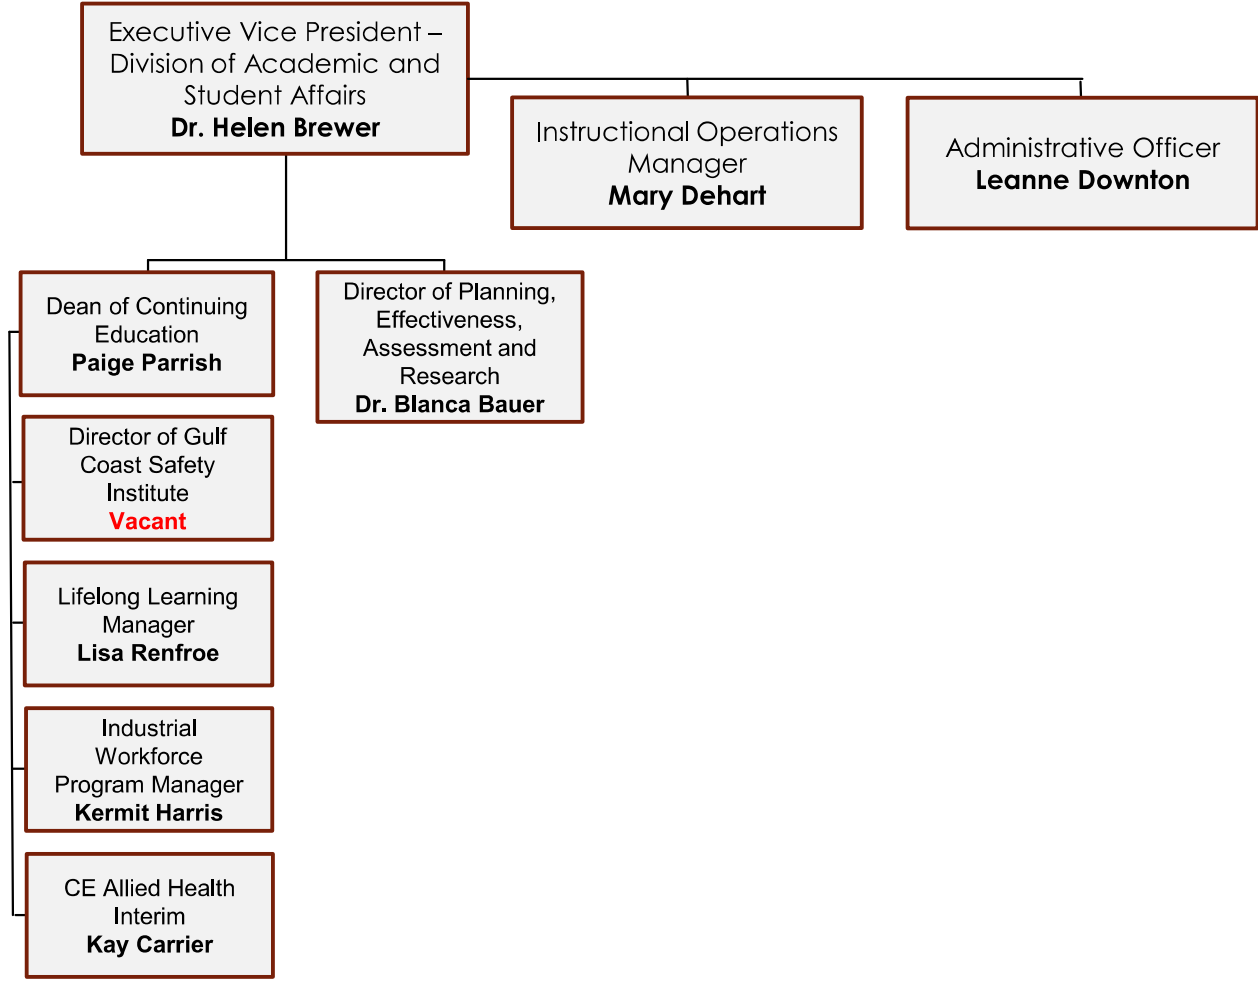 Executive Vice President –
Division of Academic and
Student Affairs
Dr. Helen Brewer
Instructional Operations
Manager
Mary Dehart
Administrative Officer
Leanne Downton
Dean of Continuing
Education
Paige Parrish
Director of Planning,
Effectiveness,
Assessment and
Research
Dr. Blanca Bauer
Director of Gulf
Coast Safety
Institute
Vacant
Lifelong Learning
Manager
Lisa Renfroe
Industrial
Workforce
Program Manager
Kermit Harris
CE Allied Health
Interim
Kay Carrier